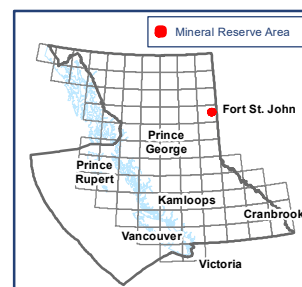 Mineral Reserve Area
Fort St. John
Prince
George
Prince
Rupert
Kamloops
Cranbrook
Vancouver
Victoria